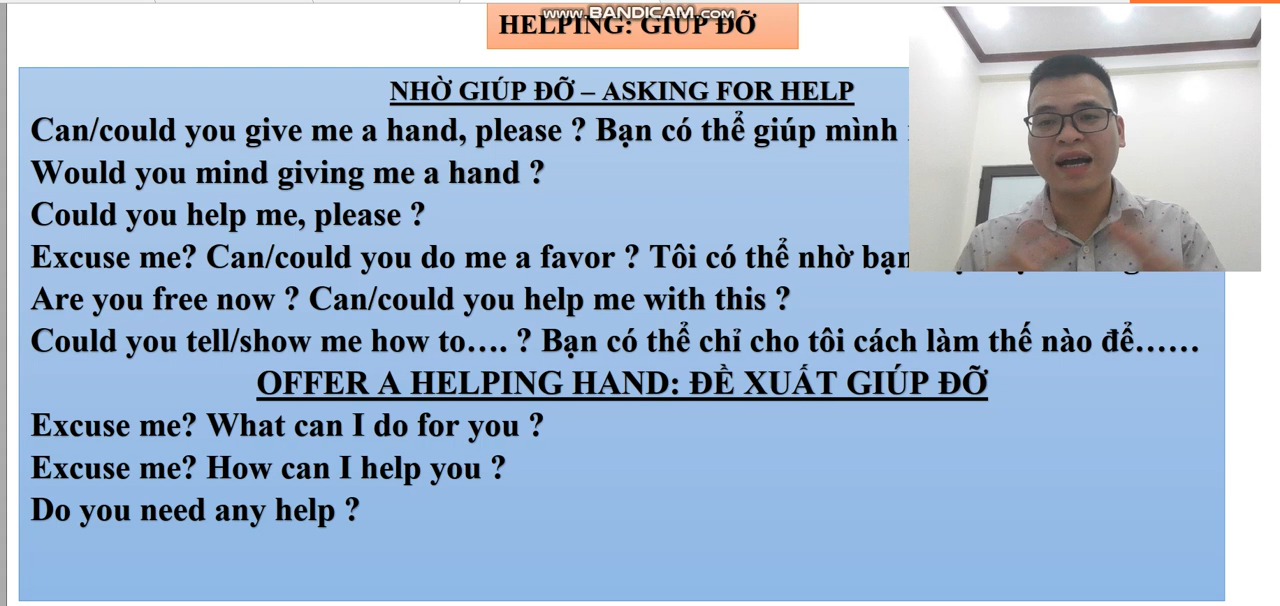 www.BANDICAM.com
HELPING: GIÚP ĐỠ
NHỜ GIÚP ĐỠ – ASKING FOR HELP
Can/could you give me a hand, please ? Bạn có thể giúp mình
Would you mind giving me a hand ?
Could you help me, please ?
Excuse me? Can/could you do me a favor ? Tôi có thể nhờ bạn
Are you free now ? Can/could you help me with this ?
Could you tell/show me how to…. ? Bạn có thể chỉ cho tôi cách làm thế nào để……
OFFER A HELPING HAND: ĐỀ XUẤT GIÚP ĐỠ
Excuse me? What can I do for you ?
Excuse me? How can I help you ?
Do you need any help ?